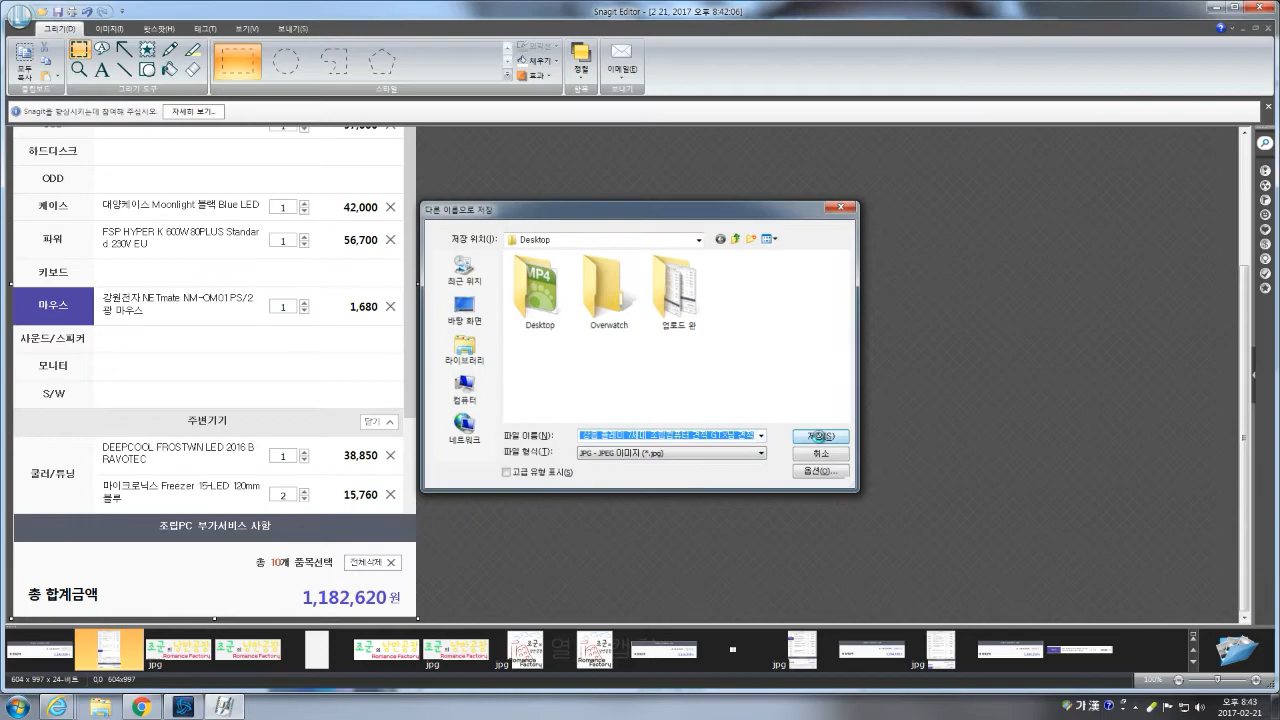 Snagit Editor - [2 21, 2017 오후 8:42:06]
그리기(D) 이미지(I) 핫스팟(H) 태그(T) 보기(V) 보내기(S)
모두 복사
정렬
이메일(E)
채우기
효과
클립보드 그리기 도구 스타일 항목 보내기
Snagit을 향상시키는데 참여해 주십시오. 자세히 보기...
하드디스크
ODD
케이스 대양케이스 Moonlight 블랙 Blue LED 1 42,000
파워 FSP HYPER K 600W 80PLUS Standar
d 230V EU 1 56,700
키보드
마우스 강원전자 NETmate NM-OM01 PS/2
광 마우스 1 1,680
사운드/스피커
모니터
S/W
주변기기 닫기
쿨러/튜닝 DEEPCOOL FROSTWN LED 2016 B
RAVOTEC 1 38,850
마이크로닉스 Freezer 15-LED 120mm
블루 2 15,760
조립PC 부가서비스 사항
총 10개 품목선택 전체삭제
총 합계금액 1,182,620 원
다른 이름으로 저장
저장 위치(I): Desktop
최근 위치
바탕 화면
라이브러리
컴퓨터
네트워크
Desktop Overwatch 업로드 완
파일 이름(N): 저장(S)
파일 형식(T): JPG - JPEG 이미지 (*.jpg) 취소
고급 유형 표시(S) 옵션(O)...
jpg jpg jpg jpg jpg
Romance Factory
604 x 997 x 24-비트 0,0 604x997 100%
가 漢
오후 8:43
2017-02-21